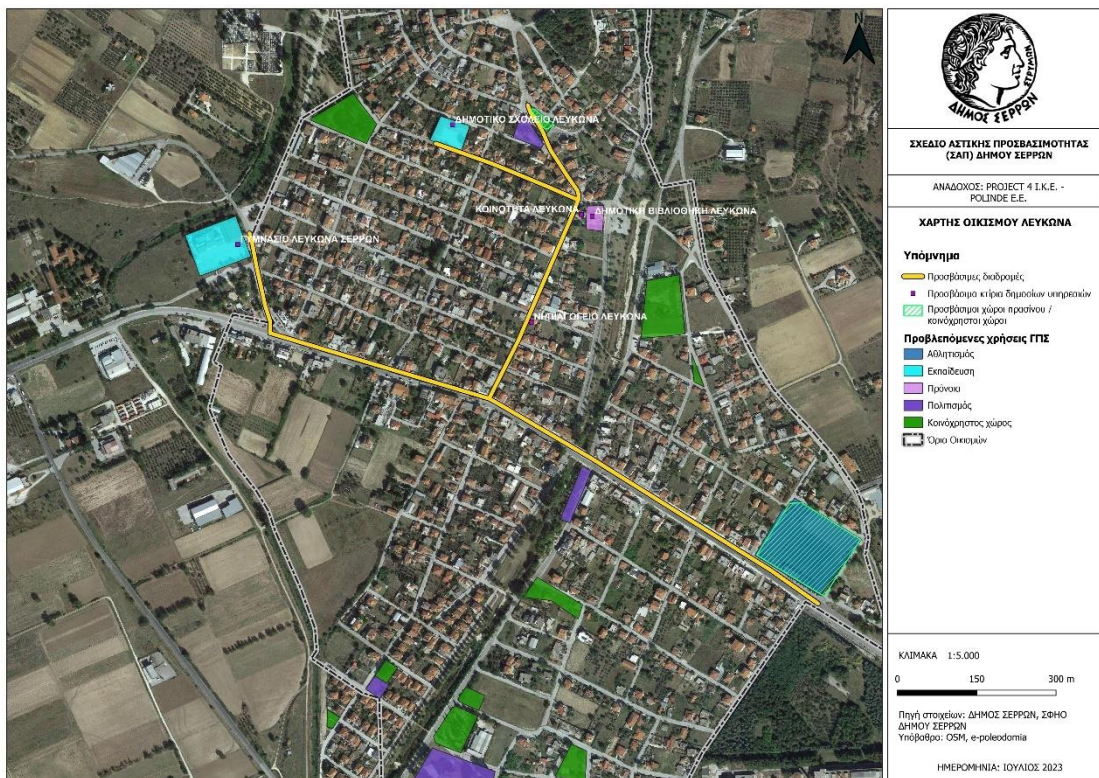 N
ΔΗΜΟΤΙΚΟ ΣΧΟΛΕΙΟ ΛΕΥΚΩΝΑ
ΚΟΙΝΟΤΗΤΑ ΛΕΥΚΩΝΑ
ΔΗΜΟΤΙΚΗ ΒΙΒΛΙΟΘΗΚΗ ΛΕΥΚΩΝΑ
ΓΥΜΝΑΣΙΟ ΛΕΥΚΩΝΑ ΣΕΡΡΩΝ
ΝΗΠΙΑΓΩΓΕΙΟ ΛΕΥΚΩΝΑ
ΔΗΜΟΣ ΣΕΡΡΩΝ
ΣΤΡΥΜΩΝ
ΣΧΕΔΙΟ ΑΣΤΙΚΗΣ ΠΡΟΣΒΑΣΙΜΟΤΗΤΑΣ
(ΣΑΠ) ΔΗΜΟΥ ΣΕΡΡΩΝ
ΑΝΑΔΟΧΟΣ: PROJECT 4 Ι.Κ.Ε. -
POLINDE Ε.Ε.
ΧΑΡΤΗΣ ΟΙΚΙΣΜΟΥ ΛΕΥΚΩΝΑ
Υπόμνημα
Προσβάσιμες διαδρομές
Προσβάσιμα κτίρια δημοσίων υπηρεσιών
Προσβάσιμοι χώροι πρασίνου /
κοινόχρηστοι χώροι
Προβλεπόμενες χρήσεις ΓΠΣ
Αθλητισμός
Εκπαίδευση
Πρόνοια
Πολιτισμός
Κοινόχρηστος χώρος
Όρια Οικισμών
ΚΛΙΜΑΚΑ 1:5.000
0 150 300 m
Πηγή στοιχείων: ΔΗΜΟΣ ΣΕΡΡΩΝ, ΣΦΗΟ
ΔΗΜΟΥ ΣΕΡΡΩΝ
Υπόβαθρο: OSM, e-poleodomia
ΗΜΕΡΟΜΗΝΙΑ: ΙΟΥΛΙΟΣ 2023